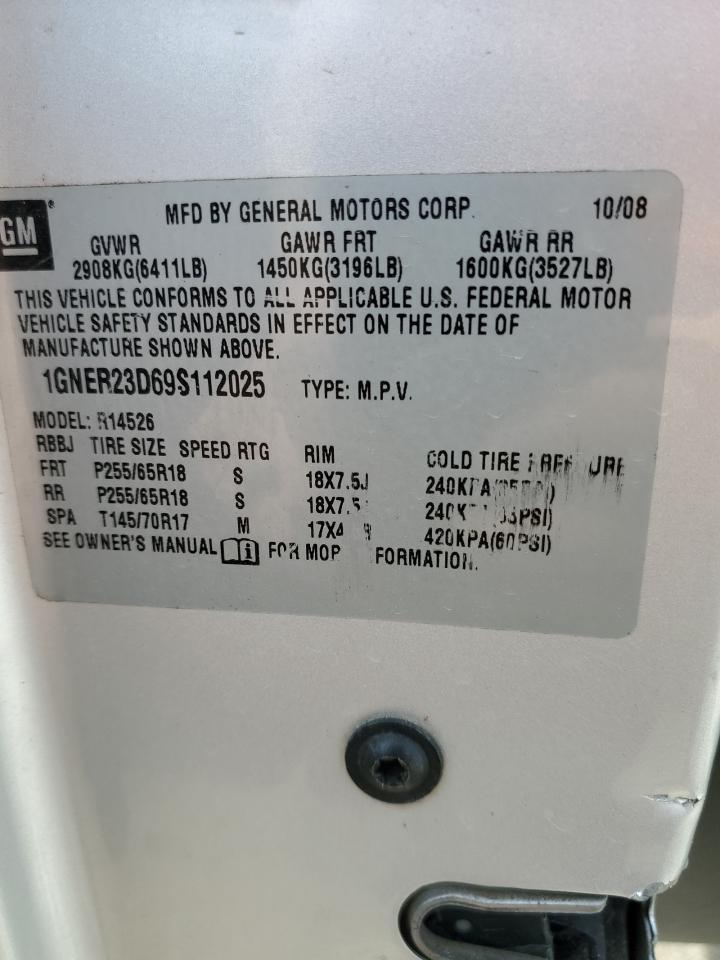 GM
MFD BY GENERAL MOTORS CORP. 10/08
GVWR GAWR FRT GAWR RR
2908KG(6411LB) 1450KG(3196LB) 1600KG(3527LB)
THIS VEHICLE CONFORMS TO ALL APPLICABLE U.S. FEDERAL MOTOR
VEHICLE SAFETY STANDARDS IN EFFECT ON THE DATE OF
MANUFACTURE SHOWN ABOVE.
1GNER23D69S112025 TYPE: M.P.V.
MODEL: R14526
RBBJ TIRE SIZE SPEED RTG RIM COLD TIRE
FRT P255/65R18 S 18X7.5J
RR P255/65R18 S
SPA T145/70R17 M 420KPA(60PSI)
SEE OWNER'S MANUAL FOR